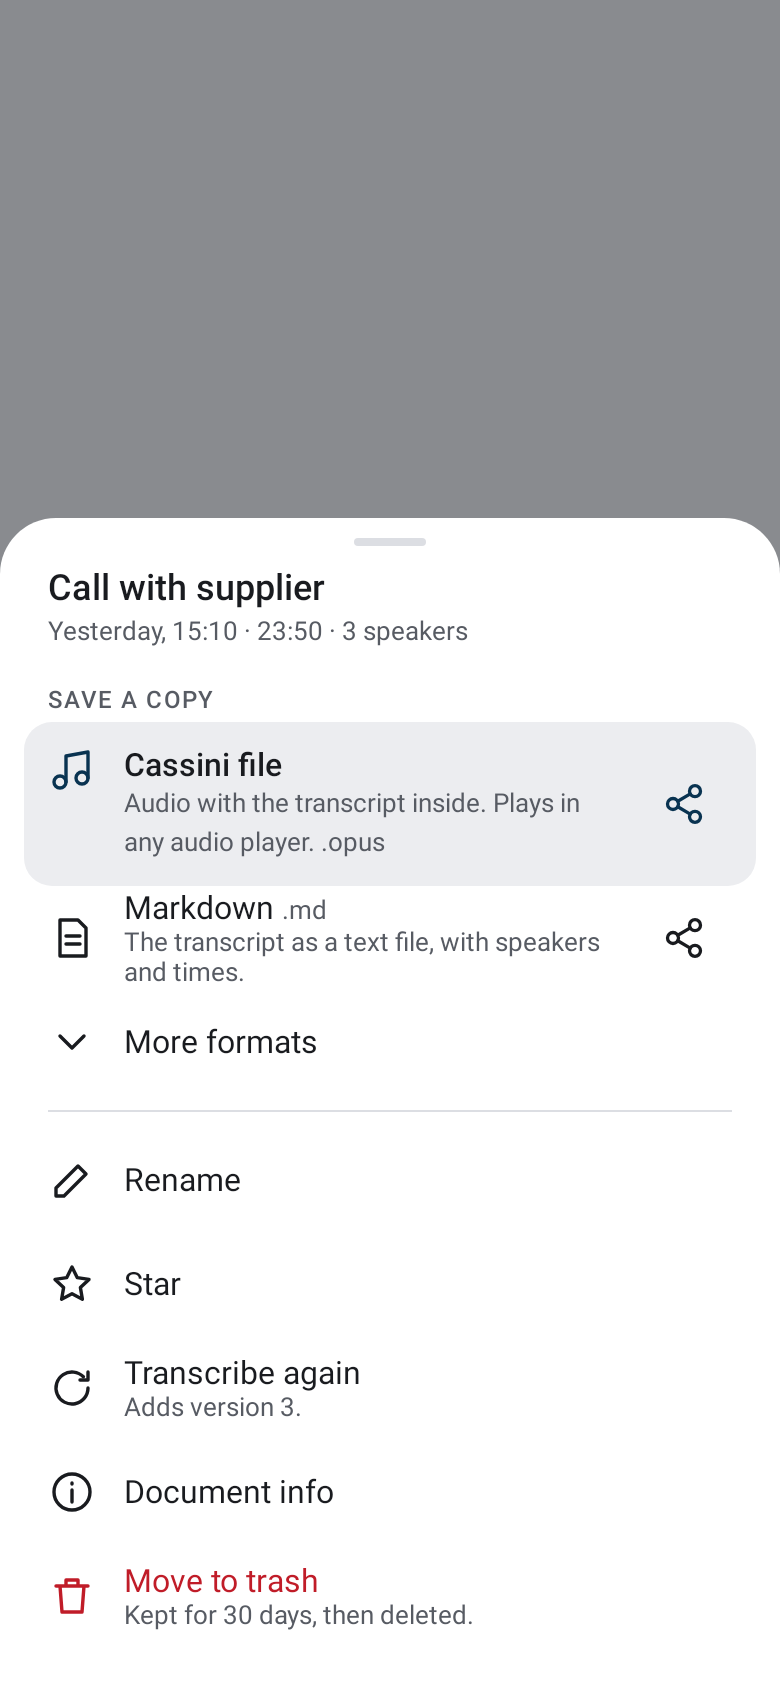 Call with supplier
Yesterday, 15:10 · 23:50 · 3 speakers
SAVE A COPY
Cassini file
Audio with the transcript inside. Plays in
any audio player. .opus
Markdown .md
The transcript as a text file, with speakers
and times.
More formats
Rename
Star
Transcribe again
Adds version 3.
Document info
Move to trash
Kept for 30 days, then deleted.